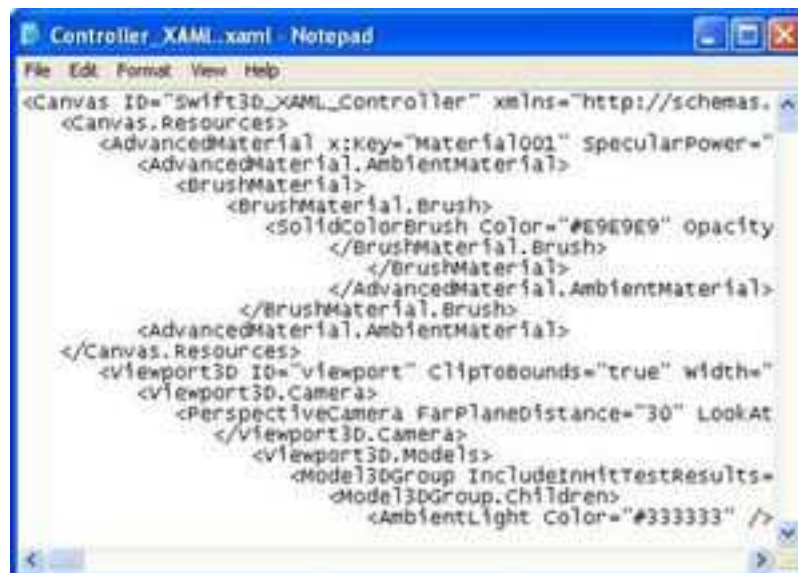 Controller_XAML.xaml - Notepad
File Edit Format View Help
<Canvas ID="Swift3D_XAML_Controller" xmlns="http://schemas.
<Canvas.Resources>
<AdvancedMaterial x:Key="Material001" SpecularPower="
<AdvancedMaterial.AmbientMaterial>
<BrushMaterial>
<BrushMaterial.Brush>
<SolidColorBrush Color="#E9E9E9" Opacity
</BrushMaterial.Brush>
</BrushMaterial>
</AdvancedMaterial.AmbientMaterial>
</BrushMaterial.Brush>
<AdvancedMaterial.AmbientMaterial>
</Canvas.Resources>
<Viewport3D ID="viewport" ClipToBounds="true" width="
<Viewport3D.Camera>
<PerspectiveCamera FarPlaneDistance="30" LookAt
</Viewport3D.Camera>
<Viewport3D.Models>
<Model3DGroup IncludeInHitTestResults=
<Model3DGroup.Children>
<AmbientLight Color="#333333" />